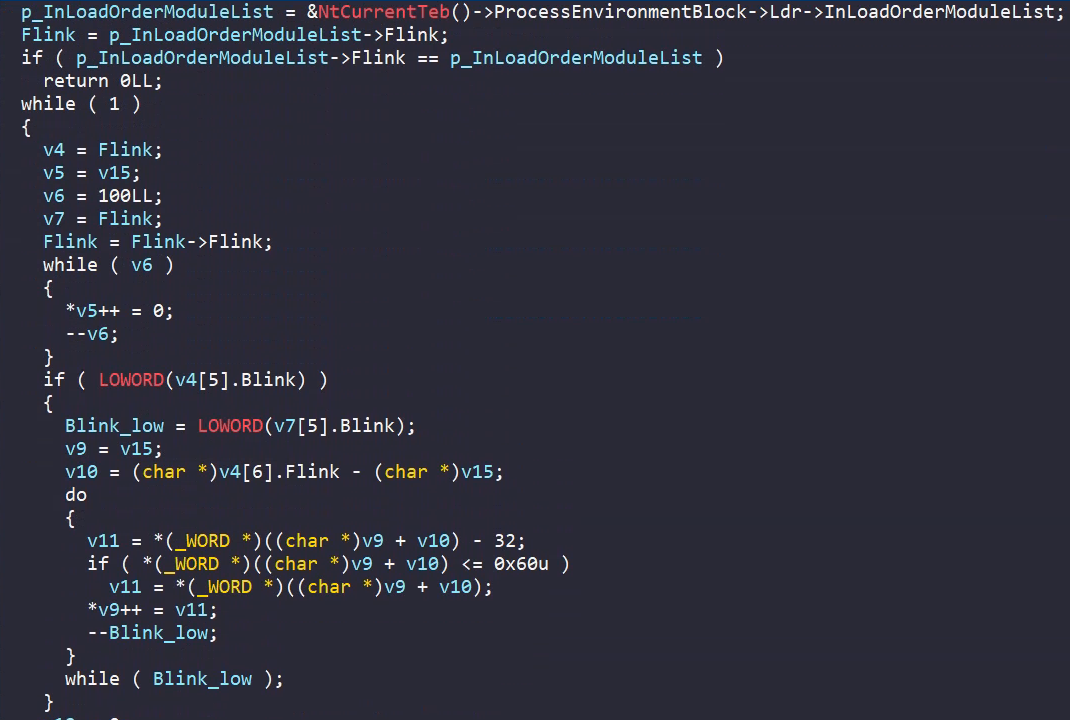 p_InLoadOrderModuleList = &NtCurrentTeb()->ProcessEnvironmentBlock->Ldr->InLoadOrderModuleList;
Flink = p_InLoadOrderModuleList->Flink;
if ( p_InLoadOrderModuleList->Flink == p_InLoadOrderModuleList )
return 0LL;
while ( 1 )
{
v4 = Flink;
v5 = v15;
v6 = 100LL;
v7 = Flink;
Flink = Flink->Flink;
while ( v6 )
{
*v5++ = 0;
--v6;
}
if ( LOWORD(v4[5].Blink) )
{
Blink_low = LOWORD(v7[5].Blink);
v9 = v15;
v10 = (char *)v4[6].Flink - (char *)v15;
do
{
v11 = *(_WORD *)((char *)v9 + v10) - 32;
if ( *(_WORD *)((char *)v9 + v10) <= 0x60u )
v11 = *(_WORD *)((char *)v9 + v10);
*v9++ = v11;
--Blink_low;
}
while ( Blink_low );
}